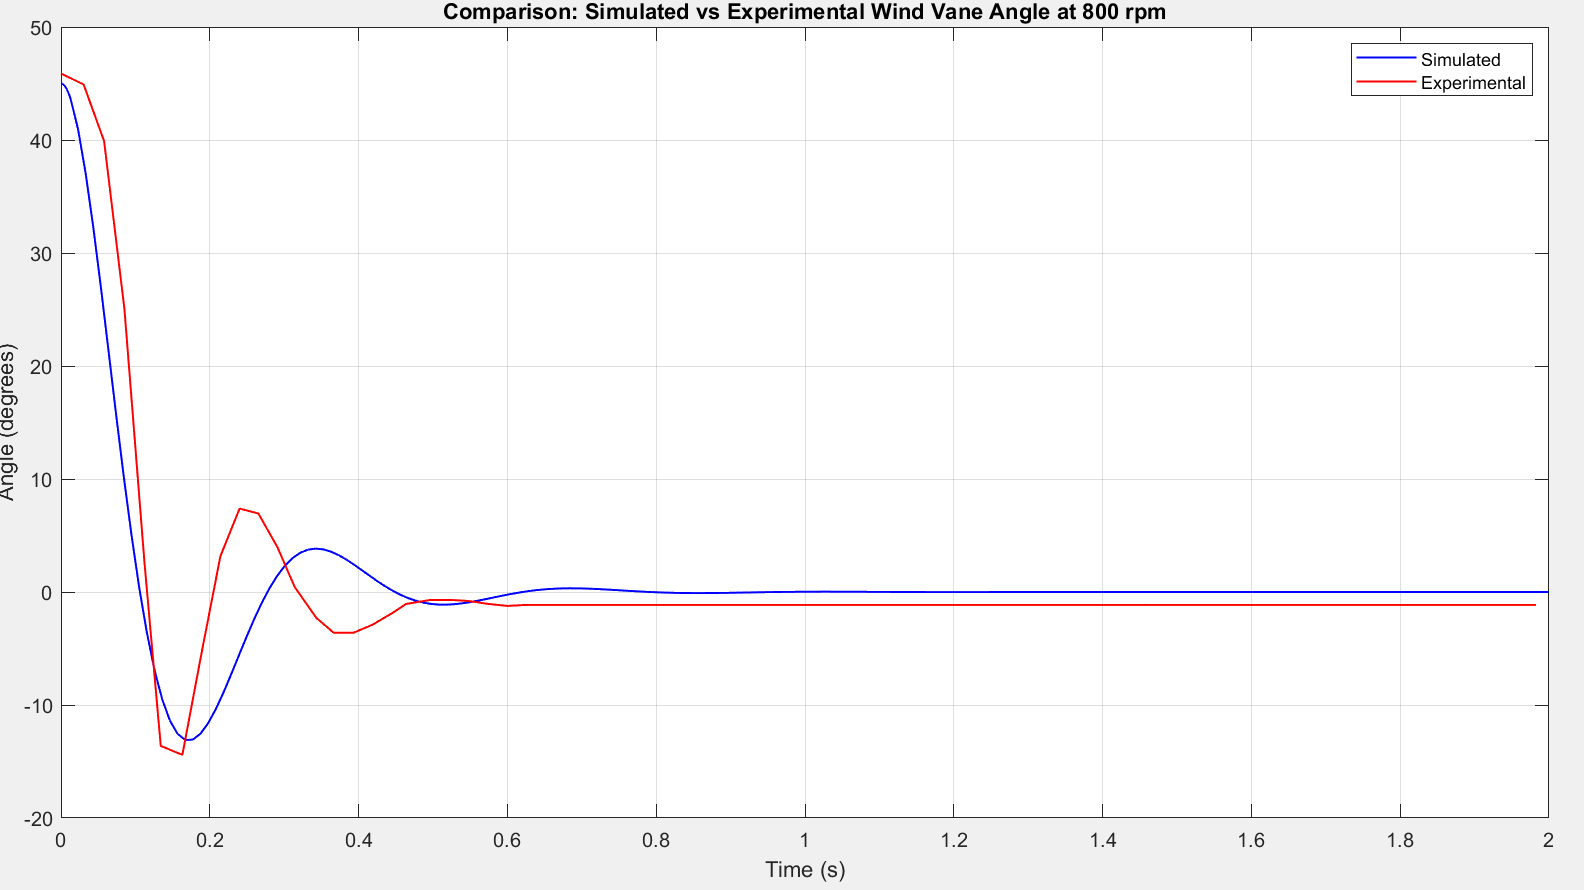 Comparison: Simulated vs Experimental Wind Vane Angle at 800 rpm
Simulated
Experimental
Angle (degrees)
50
40
30
20
10
0
-10
-20
0 0.2 0.4 0.6 0.8 1 1.2 1.4 1.6 1.8 2
Time (s)